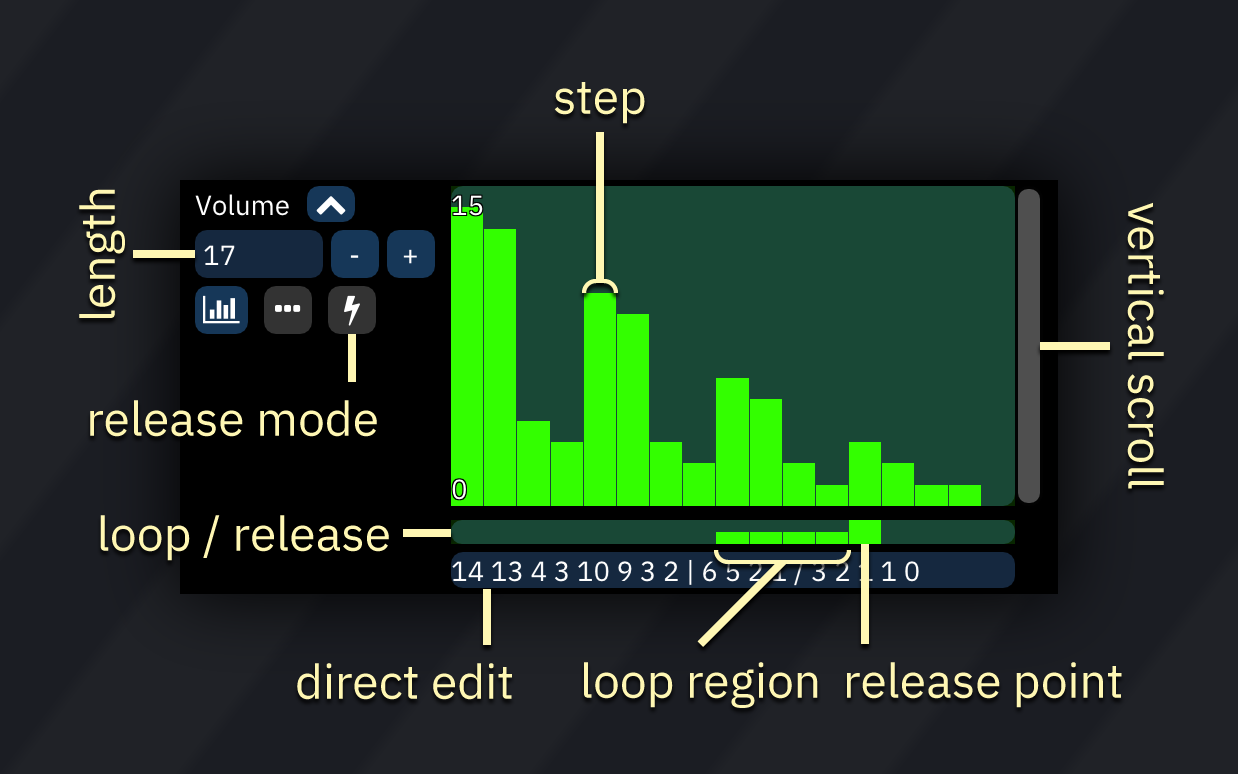 step
length
Volume
17
-
+
15
0
release mode
vertical scroll
loop / release
14 13 4 3 10 9 3 2 | 6 5 2 1 / 3 2 1 1 0
direct edit
loop region
release point